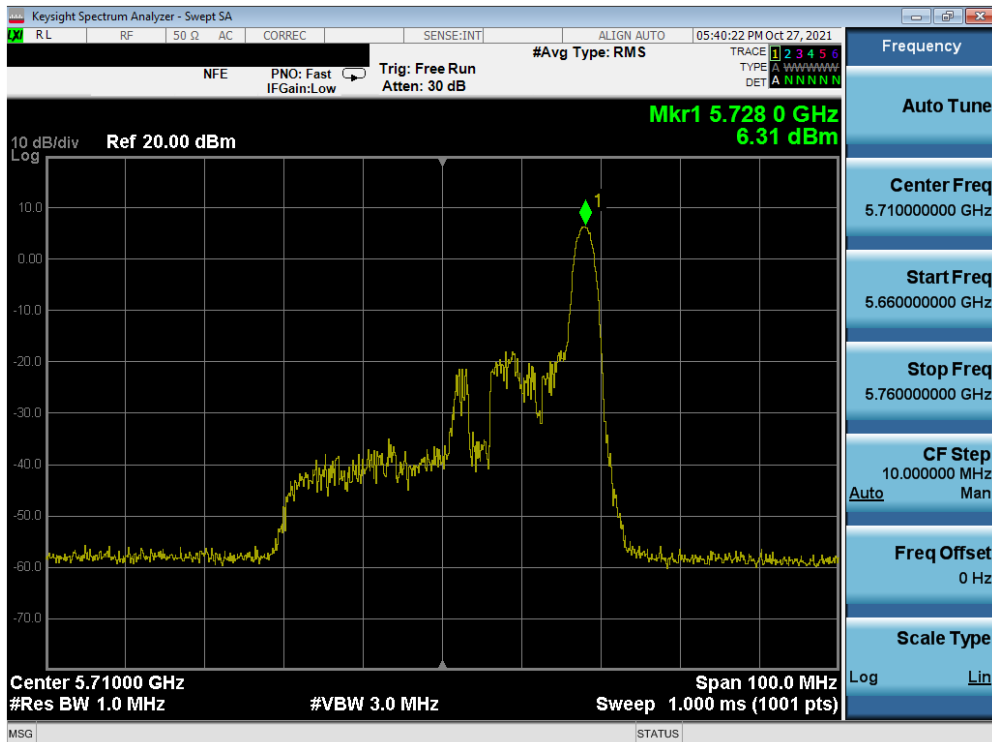 Keysight Spectrum Analyzer - Swept SA
LXI RL RF 50 Ω AC CORREC SENSE:INT ALIGN AUTO 05:40:22 PM Oct 27, 2021
NFE PNO: Fast Trig: Free Run #Avg Type: RMS TRACE 1 2 3 4 5 6
IFGain:Low Atten: 30 dB TYPE A WWWWW
DET A N N N N N
Mkr1 5.728 0 GHz
6.31 dBm
10 dB/div Ref 20.00 dBm
Log
1
10.0
0.00
-10.0
-20.0
-30.0
-40.0
-50.0
-60.0
-70.0
Center 5.71000 GHz Span 100.0 MHz
#Res BW 1.0 MHz #VBW 3.0 MHz Sweep 1.000 ms (1001 pts)
MSG STATUS
Frequency
Auto Tune
Center Freq
5.710000000 GHz
Start Freq
5.660000000 GHz
Stop Freq
5.760000000 GHz
CF Step
10.000000 MHz
Auto Man
Freq Offset
0 Hz
Scale Type
Log Lin